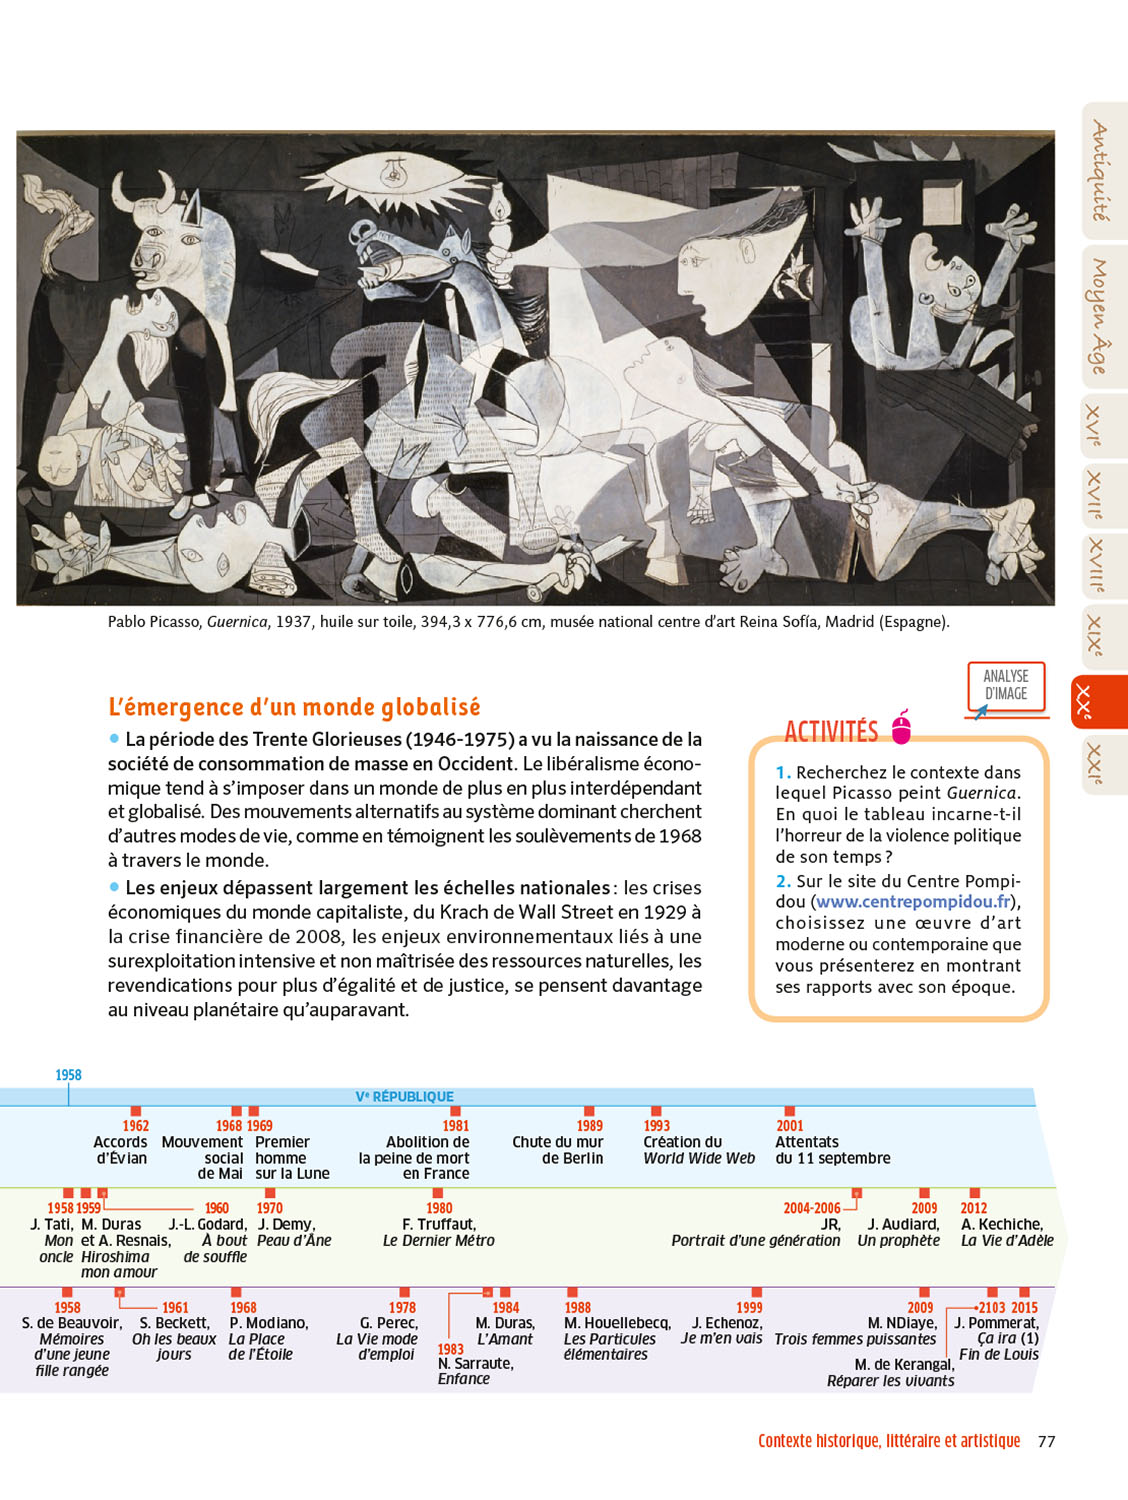 Antiquité
Moyen Âge
XVIe
XVIIe
XVIIIe
XIXe
XXe
XXIe
Pablo Picasso, Guernica, 1937, huile sur toile, 394,3 x 776,6 cm, musée national centre d'art Reina Sofía, Madrid (Espagne).
L'émergence d'un monde globalisé
• La période des Trente Glorieuses (1946-1975) a vu la naissance de la
société de consommation de masse en Occident. Le libéralisme écono-
mique tend à s'imposer dans un monde de plus en plus interdépendant
et globalisé. Des mouvements alternatifs au système dominant cherchent
d'autres modes de vie, comme en témoignent les soulèvements de 1968
à travers le monde.
• Les enjeux dépassent largement les échelles nationales : les crises
économiques du monde capitaliste, du Krach de Wall Street en 1929 à
la crise financière de 2008, les enjeux environnementaux liés à une
surexploitation intensive et non maîtrisée des ressources naturelles, les
revendications pour plus d'égalité et de justice, se pensent davantage
au niveau planétaire qu'auparavant.
ANALYSE
D'IMAGE
ACTIVITÉS
1. Recherchez le contexte dans
lequel Picasso peint Guernica.
En quoi le tableau incarne-t-il
l'horreur de la violence politique
de son temps ?
2. Sur le site du Centre Pompi-
dou (www.centrepompidou.fr),
choisissez une œuvre d'art
moderne ou contemporaine que
vous présenterez en montrant
ses rapports avec son époque.
1958
Ve RÉPUBLIQUE
1962
Accords
d'Évian
1968
Mouvement
social
de Mai
1969
Premier
homme
sur la Lune
1981
Abolition de
la peine de mort
en France
1989
Chute du mur
de Berlin
1993
Création du
World Wide Web
2001
Attentats
du 11 septembre
1958
J. Tati,
Mon
oncle
1959
M. Duras
et A. Resnais,
Hiroshima
mon amour
1960
J.-L. Godard,
À bout
de souffle
1970
J. Demy,
Peau d'Âne
1980
F. Truffaut,
Le Dernier Métro
2004-2006
JR,
Portrait d'une génération
2009
J. Audiard,
Un prophète
2012
A. Kechiche,
La Vie d'Adèle
1958
S. de Beauvoir,
Mémoires
d'une jeune
fille rangée
1961
S. Beckett,
Oh les beaux
jours
1968
P. Modiano,
La Place
de l'Étoile
1978
G. Perec,
La Vie mode
d'emploi
1983
N. Sarraute,
Enfance
1984
M. Duras,
L'Amant
1988
M. Houellebecq,
Les Particules
élémentaires
1999
J. Echenoz,
Je m'en vais
2009
M. NDiaye,
Trois femmes puissantes
2103
M. de Kerangal,
Réparer les vivants
2015
J. Pommerat,
Ça ira (1)
Fin de Louis
Contexte historique, littéraire et artistique 77